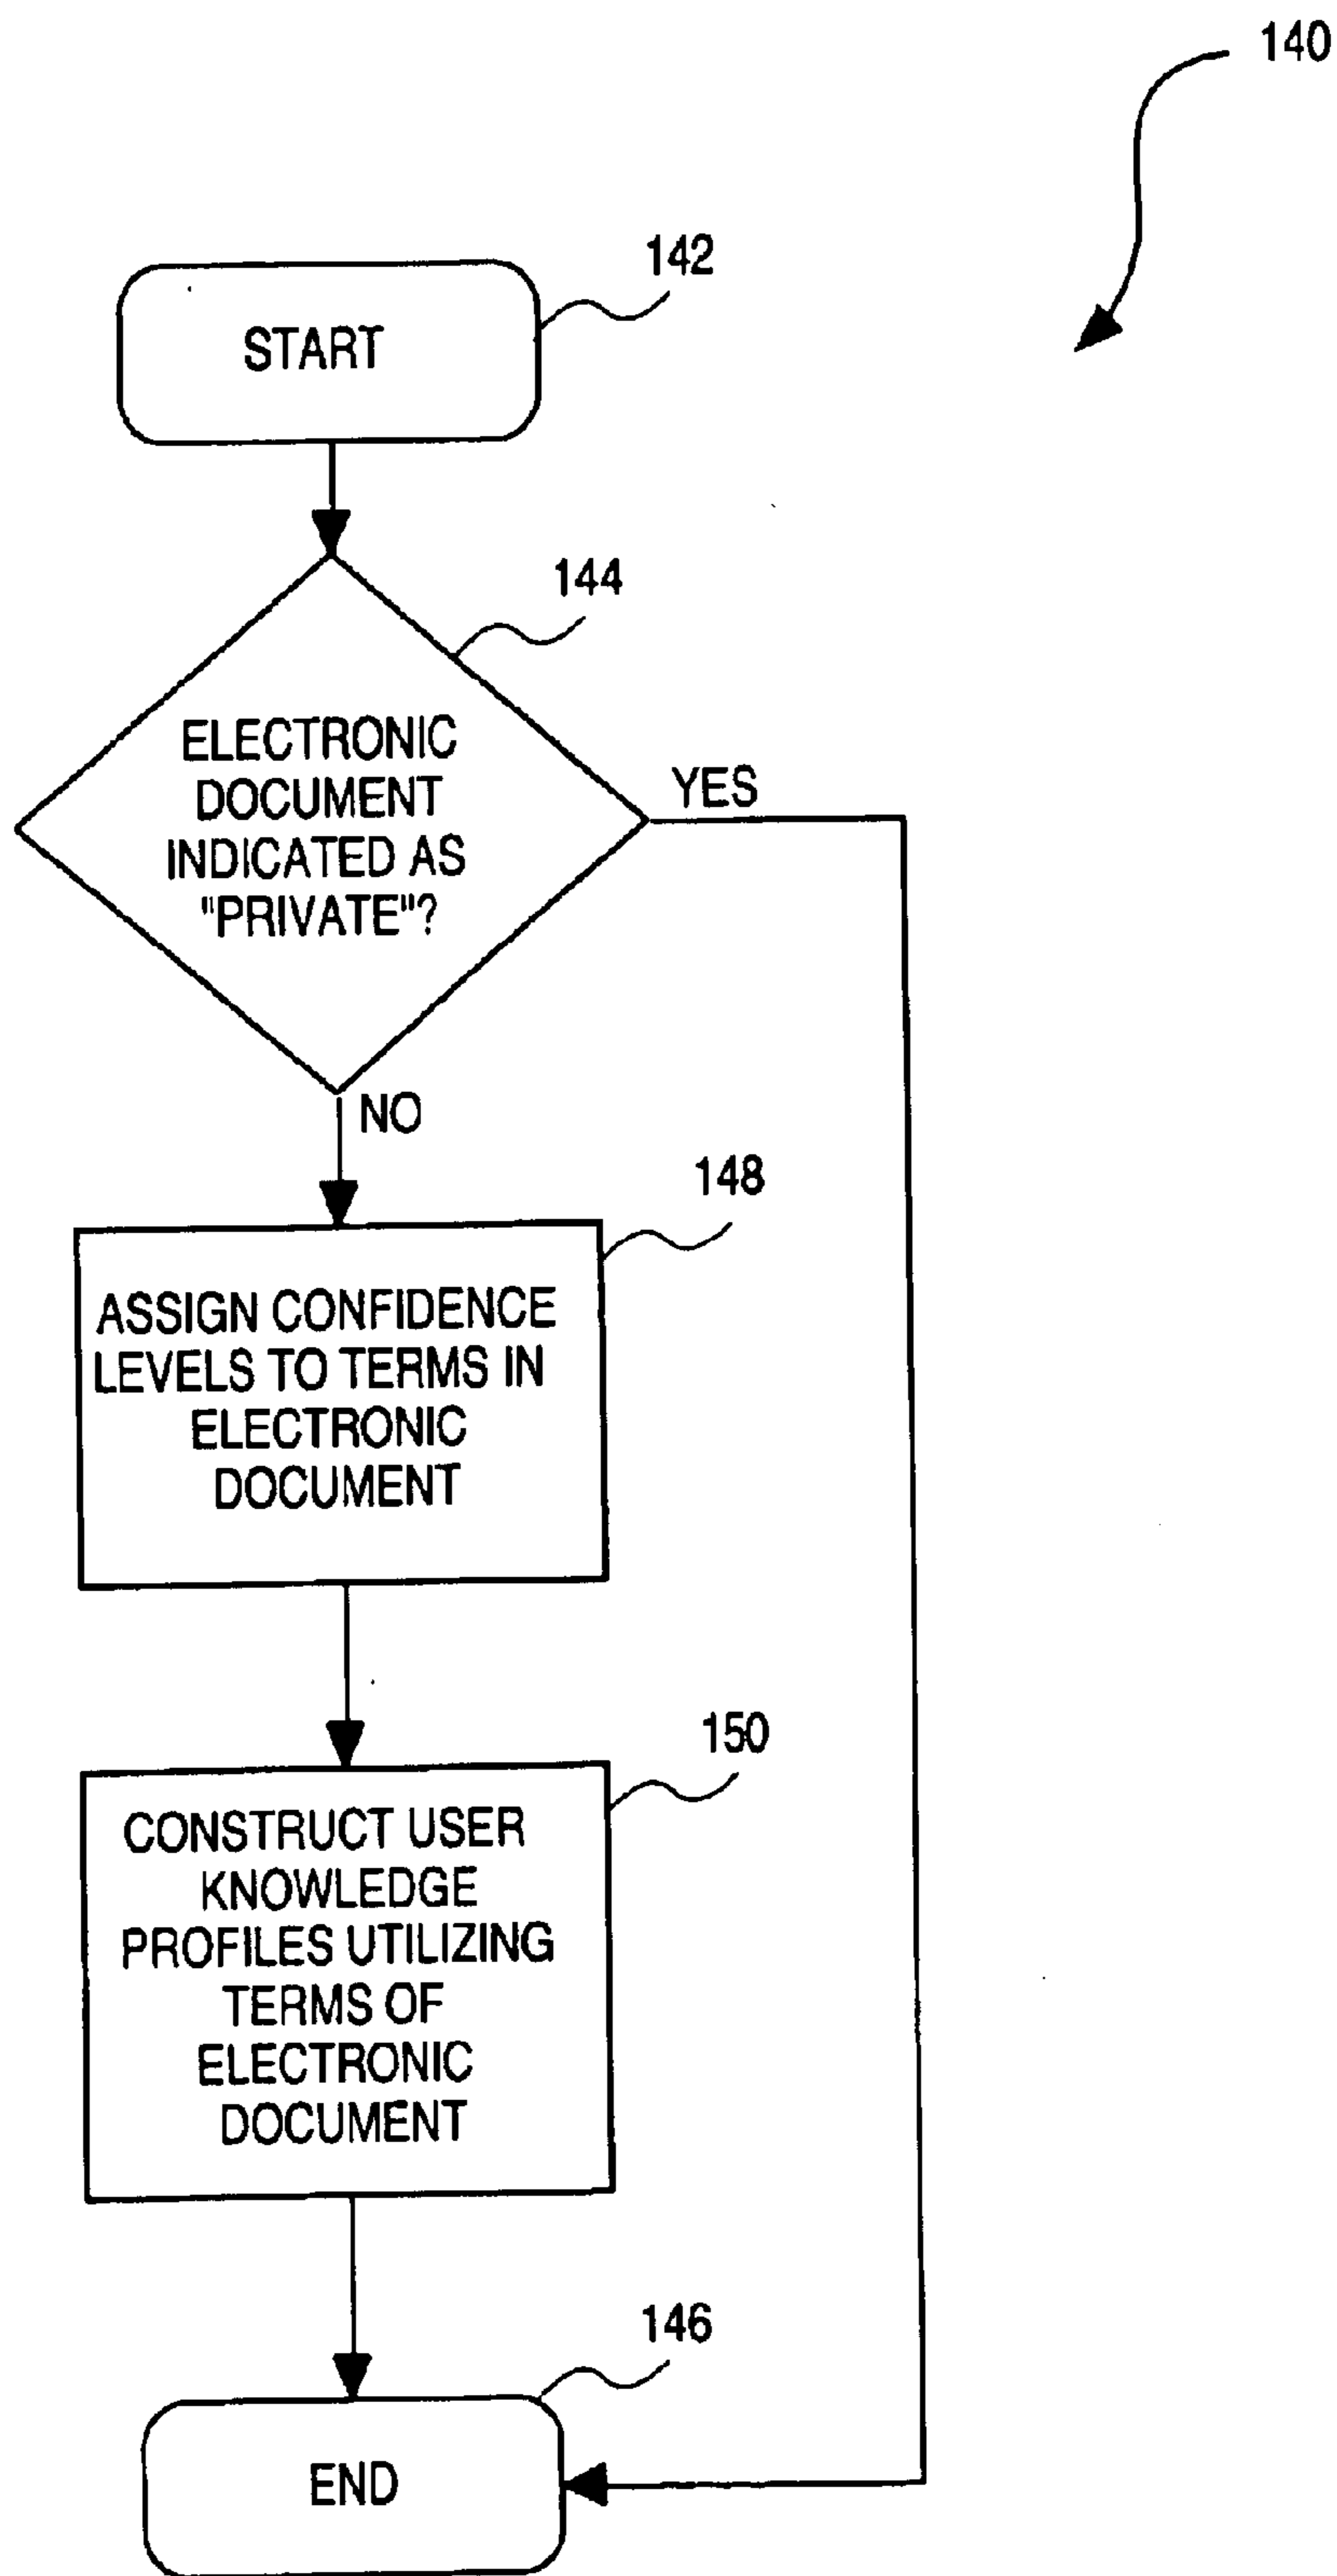 140
142
START
144
ELECTRONIC
DOCUMENT
INDICATED AS
"PRIVATE"?
YES
NO
148
ASSIGN CONFIDENCE
LEVELS TO TERMS IN
ELECTRONIC
DOCUMENT
150
CONSTRUCT USER
KNOWLEDGE
PROFILES UTILIZING
TERMS OF
ELECTRONIC
DOCUMENT
146
END